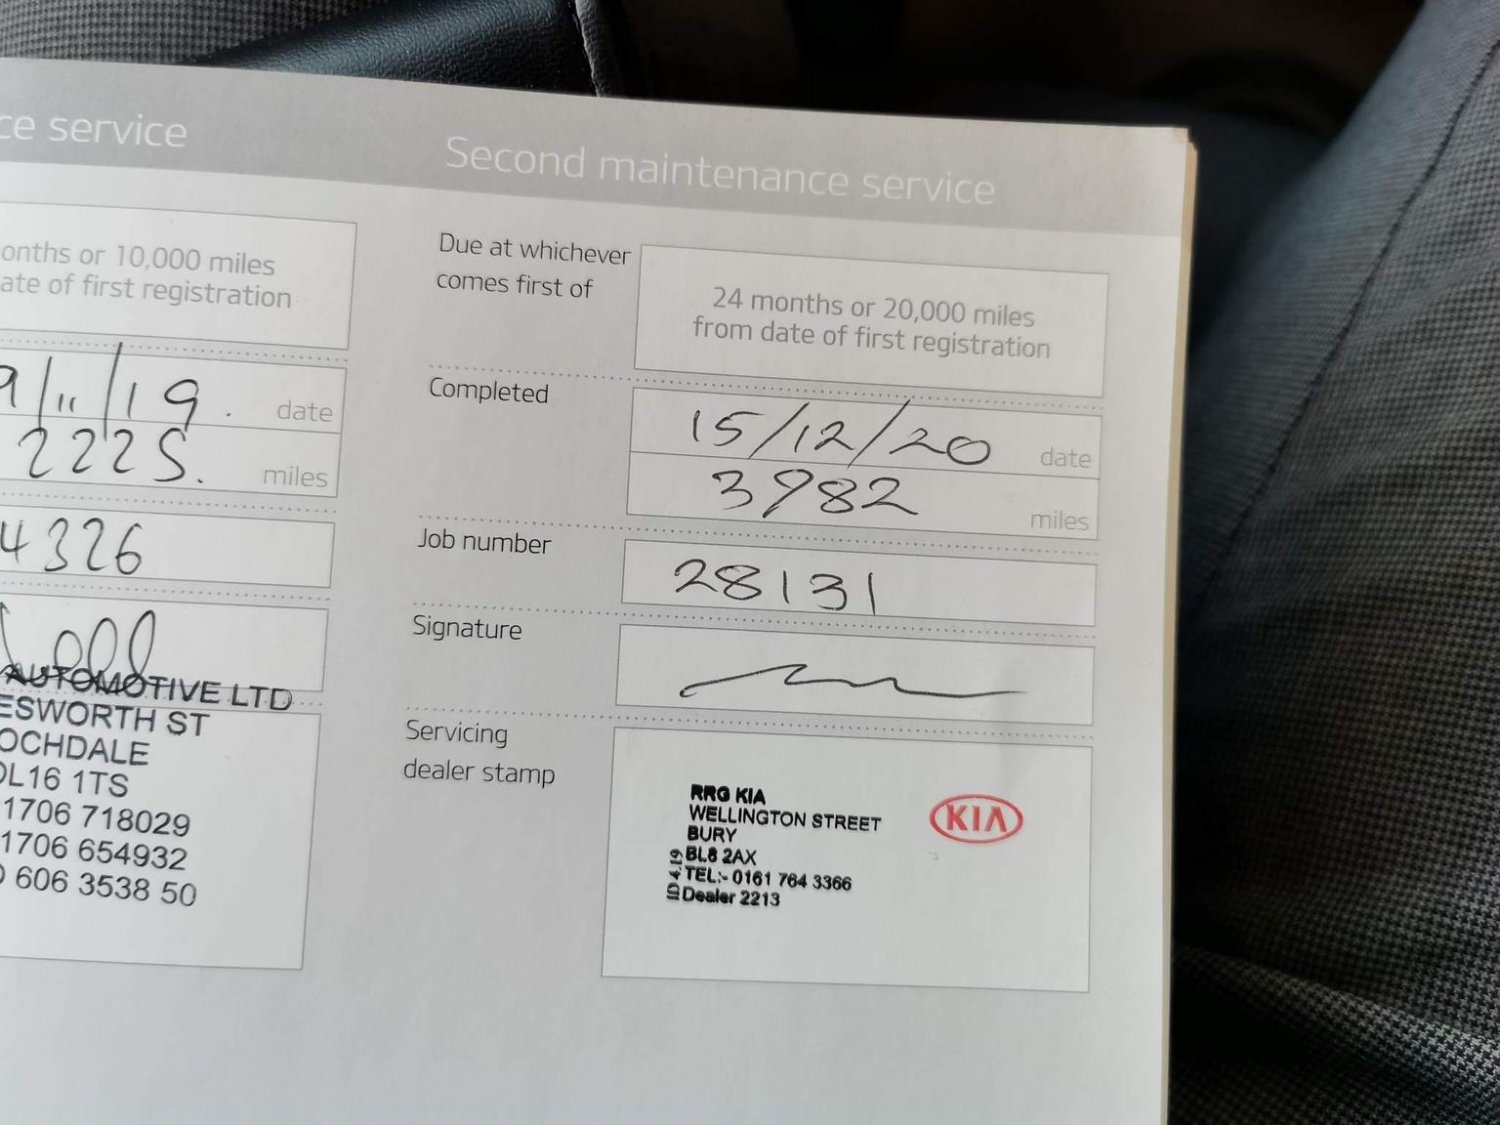 ce service
onths or 10,000 miles
ate of first registration
9/11/19. date
2225. miles
4326
AUTOMOTIVE LTD
ESWORTH ST
OCHDALE
OL16 1TS
1706 718029
1706 654932
606 3538 50
Second maintenance service
Due at whichever
comes first of
24 months or 20,000 miles
from date of first registration
Completed
15/12/20 date
3982 miles
Job number
28131
Signature
Servicing
dealer stamp
RRG KIA
WELLINGTON STREET
BURY
BL8 2AX
TEL:- 0161 764 3366
Dealer 2213
KIA